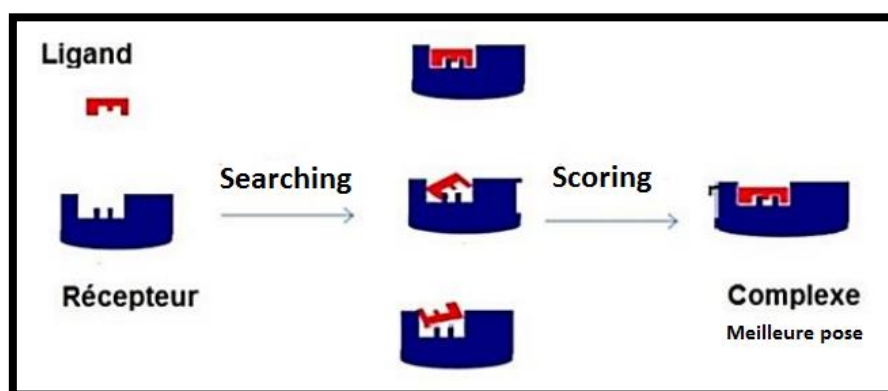 Ligand
Searching
Scoring
Récepteur
Complexe
Meilleure pose